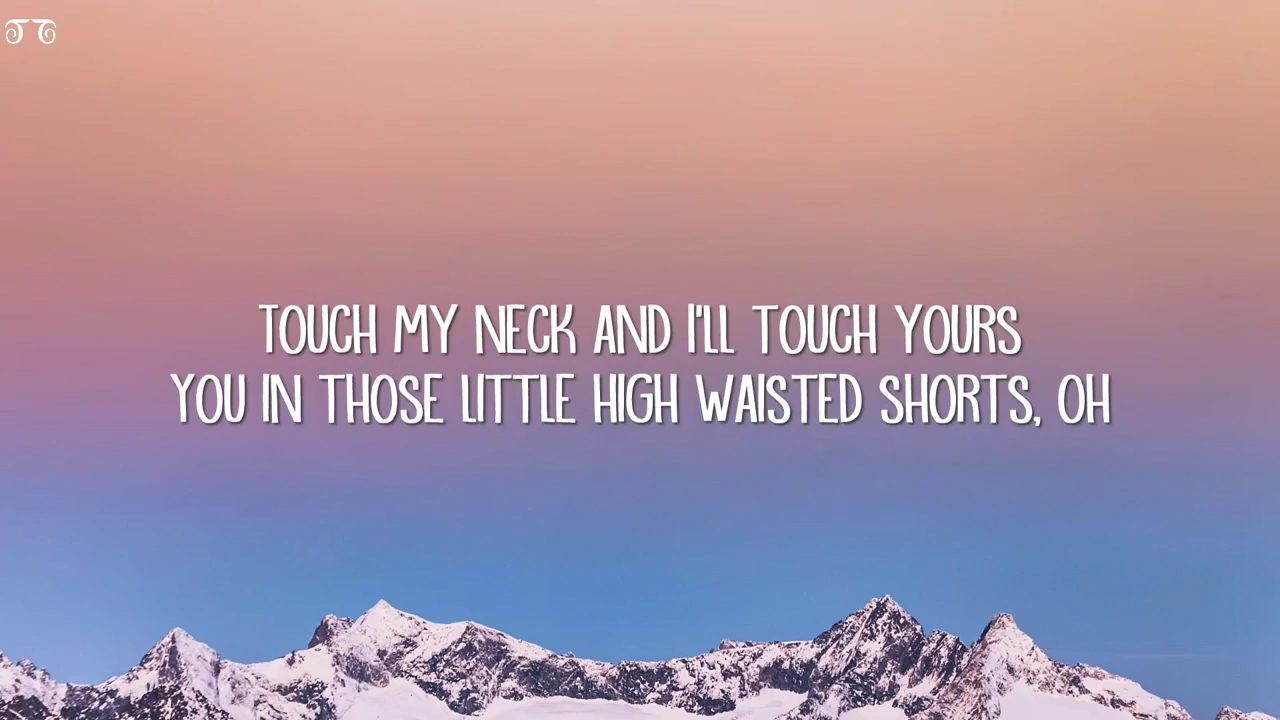 TOUCH MY NECK AND I'LL TOUCH YOURS
YOU IN THOSE LITTLE HIGH WAISTED SHORTS, OH